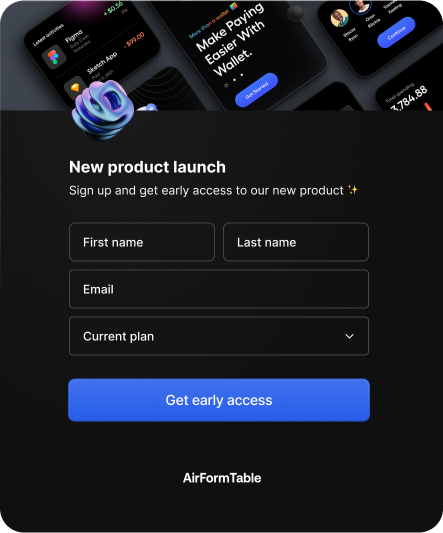 Latest activities
+ $0.56
Figma
- $99.00
Sketch App
More than a wallet
Make Paying
Easier With
Wallet.
Get Started
Continue
Total spending
3,784.88
New product launch
Sign up and get early access to our new product ✨
First name
Last name
Email
Current plan
Get early access
AirFormTable